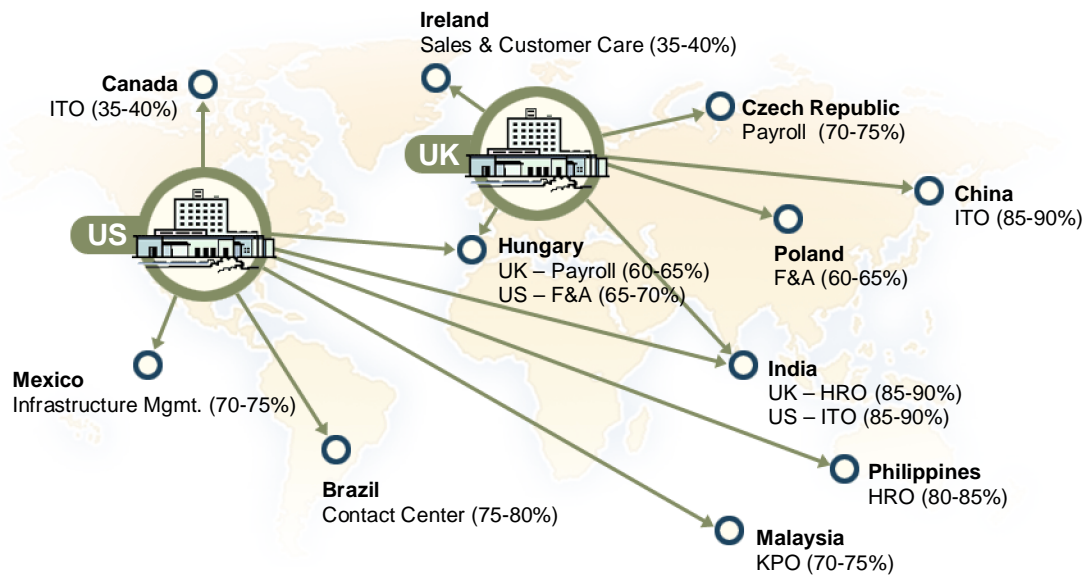 Ireland
Sales & Customer Care (35-40%)
Canada
ITO (35-40%)
Czech Republic
Payroll (70-75%)
UK
China
ITO (85-90%)
US
Hungary
UK – Payroll (60-65%)
US – F&A (65-70%)
Poland
F&A (60-65%)
Mexico
Infrastructure Mgmt. (70-75%)
India
UK – HRO (85-90%)
US – ITO (85-90%)
Brazil
Contact Center (75-80%)
Philippines
HRO (80-85%)
Malaysia
KPO (70-75%)